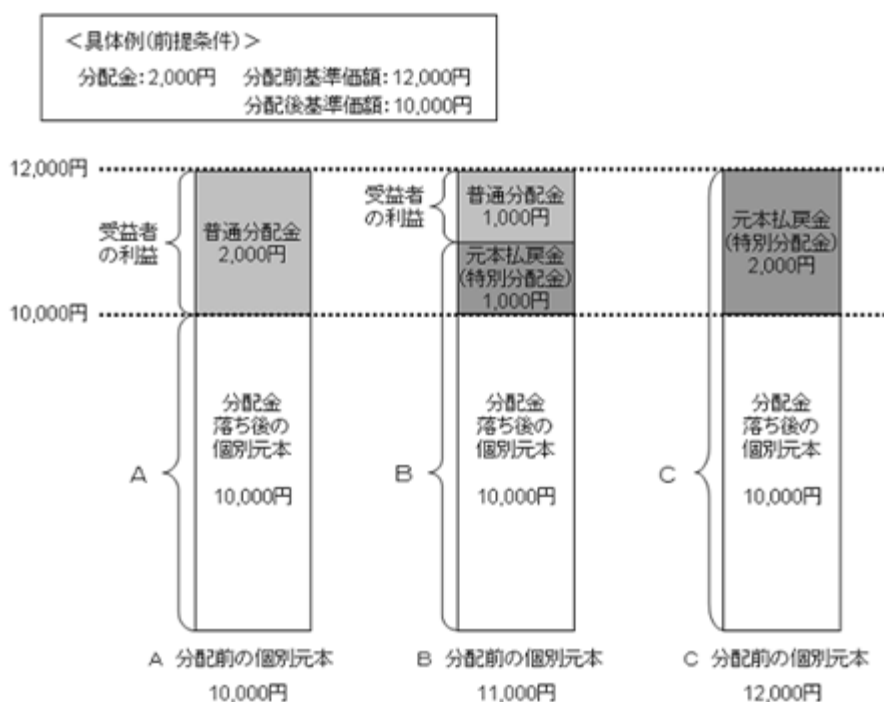 ＜具体例(前提条件)＞
分配金：2,000円　分配前基準価額：12,000円
分配後基準価額：10,000円
12,000円
受益者
の利益
普通分配金
2,000円
10,000円
分配金
落ち後の
個別元本
10,000円
A
A 分配前の個別元本
10,000円
受益者
の利益
普通分配金
1,000円
元本払戻金
(特別分配金)
1,000円
分配金
落ち後の
個別元本
10,000円
B
B 分配前の個別元本
11,000円
元本払戻金
(特別分配金)
2,000円
分配金
落ち後の
個別元本
10,000円
C
C 分配前の個別元本
12,000円